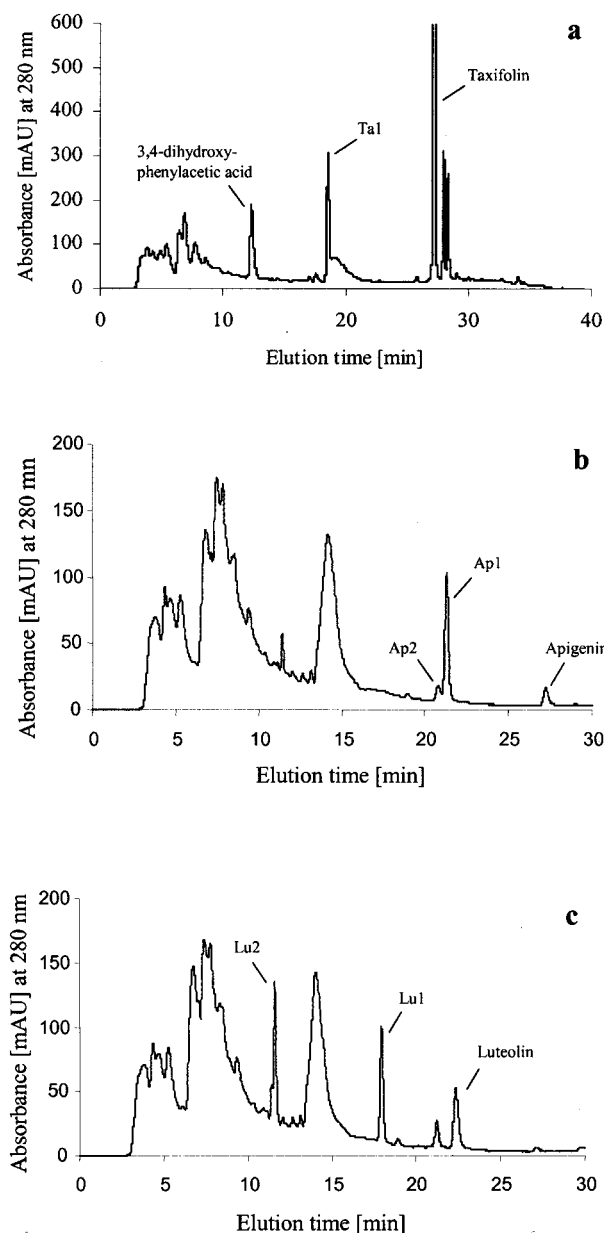 a
Absorbance [mAU] at 280 nm
600
500
400
300
200
100
0
3,4-dihydroxy-
phenylacetic acid
Ta1
Taxifolin
0 10 20 30 40
Elution time [min]
b
Absorbance [mAU] at 280 mn
200
150
100
50
0
Ap2
Ap1
Apigenin
0 5 10 15 20 25 30
Elution time [min]
c
Absorbance [mAU] at 280 nm
200
150
100
50
0
Lu2
Lu1
Luteolin
0 5 10 15 20 25 30
Elution time [min]